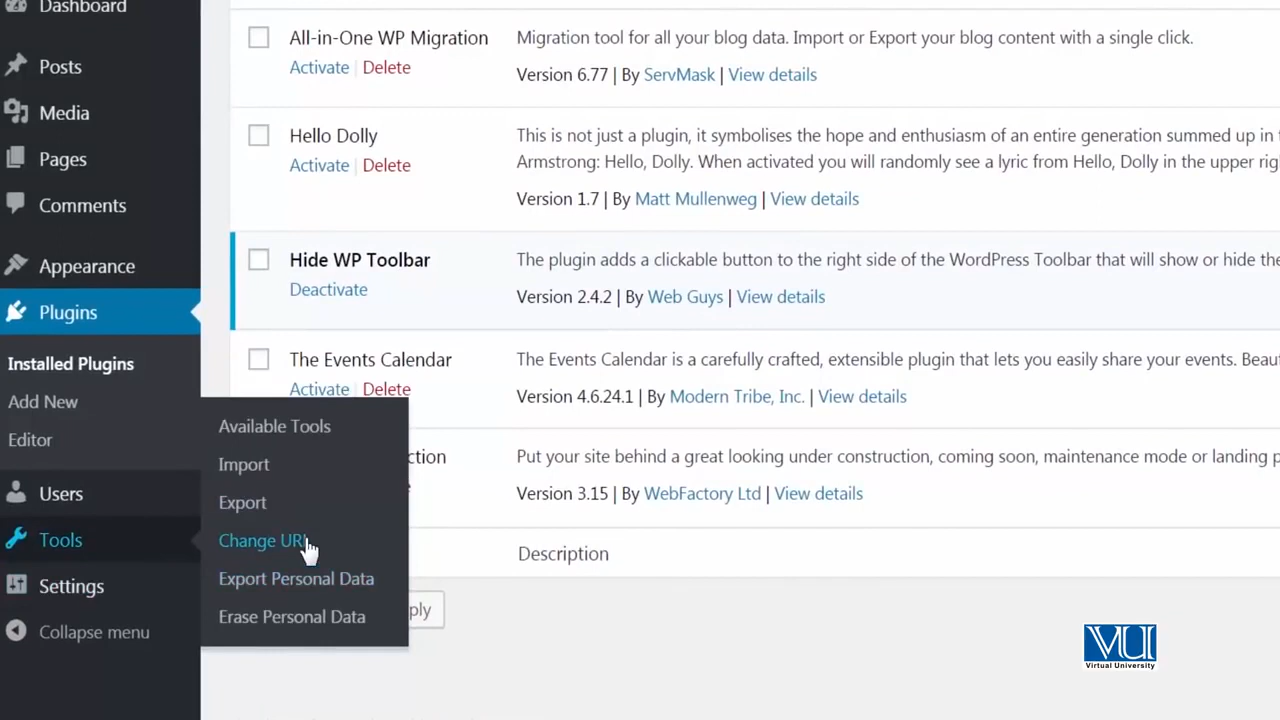 Dashboard
Posts
Media
Pages
Comments
Appearance
Plugins
Installed Plugins
Add New
Editor
Users
Tools
Settings
Collapse menu
All-in-One WP Migration
Activate | Delete
Migration tool for all your blog data. Import or Export your blog content with a single click.
Version 6.77 | By ServMask | View details
Hello Dolly
Activate | Delete
This is not just a plugin, it symbolises the hope and enthusiasm of an entire generation summed up in
Armstrong: Hello, Dolly. When activated you will randomly see a lyric from Hello, Dolly in the upper
Version 1.7 | By Matt Mullenweg | View details
Hide WP Toolbar
Deactivate
The plugin adds a clickable button to the right side of the WordPress Toolbar that will show or hide the
Version 2.4.2 | By Web Guys | View details
The Events Calendar
Activate | Delete
The Events Calendar is a carefully crafted, extensible plugin that lets you easily share your events.
Version 4.6.24.1 | By Modern Tribe, Inc. | View details
ction
Put your site behind a great looking under construction, coming soon, maintenance mode or landing
Version 3.15 | By WebFactory Ltd | View details
Description
ply
Available Tools
Import
Export
Change URL
Export Personal Data
Erase Personal Data
VU
Virtual University